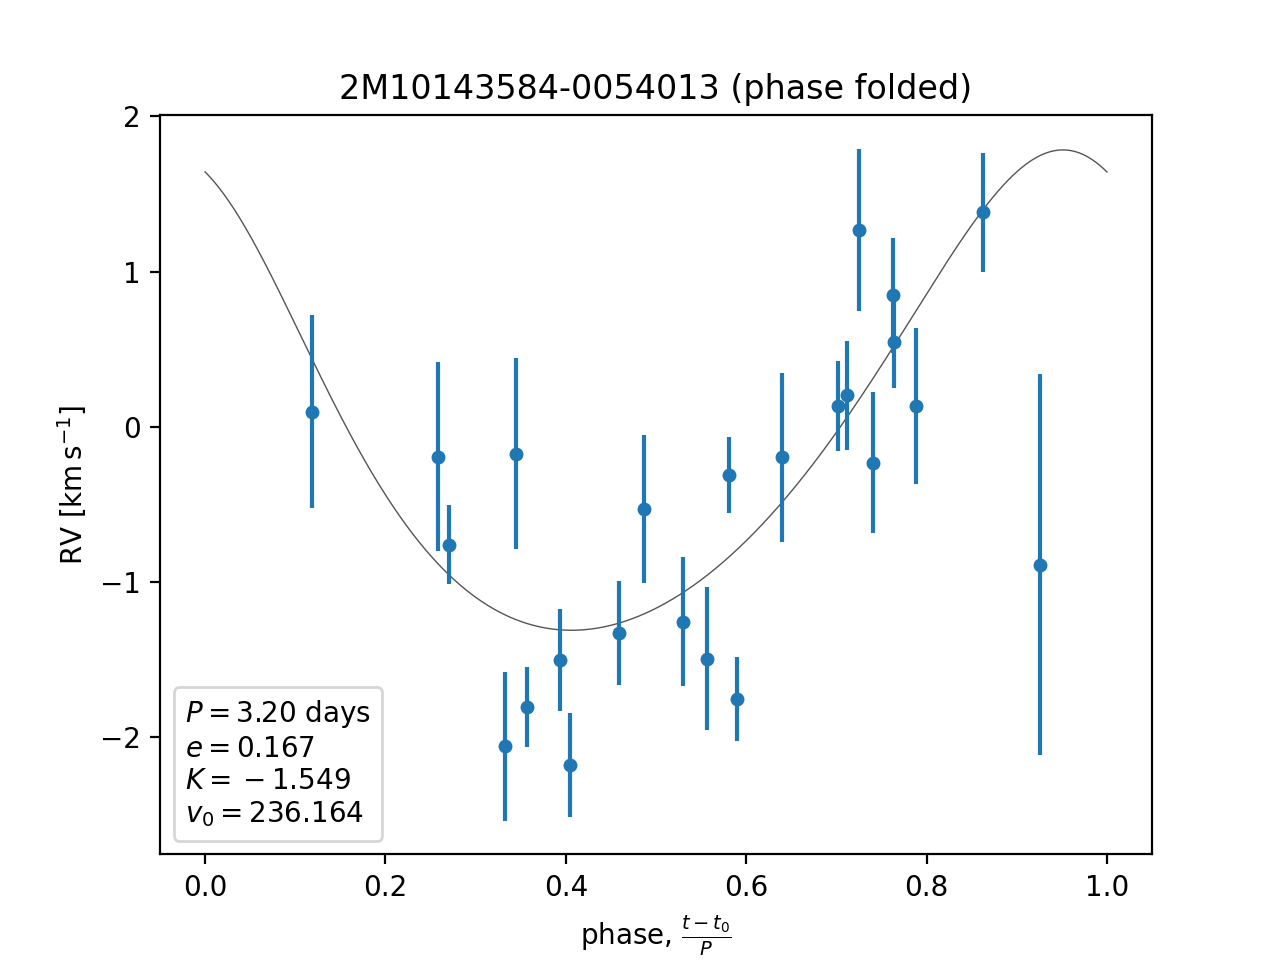 2M10143584-0054013 (phase folded)
2
1
0
−1
−2
RV [km s⁻¹]
P = 3.20 days
e = 0.167
K = − 1.549
v₀ = 236.164
0.0 0.2 0.4 0.6 0.8 1.0
phase, (t − t₀)/P